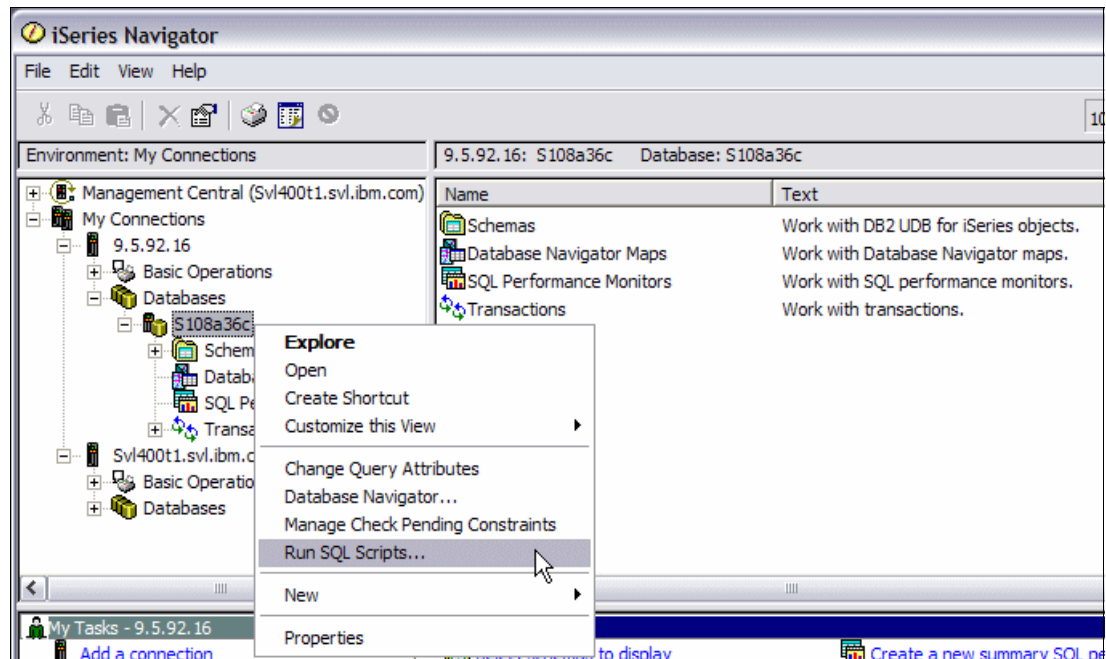 iSeries Navigator
File Edit View Help
10
Environment: My Connections
9.5.92.16: S108a36c Database: S108a36c
Management Central (Svl400t1.svl.ibm.com)
My Connections
9.5.92.16
Basic Operations
Databases
S108a36c
Schem
Datab
SQL Pe
Transa
Svl400t1.svl.ibm.c
Basic Operatio
Databases
Name Text
Schemas Work with DB2 UDB for iSeries objects.
Database Navigator Maps Work with Database Navigator maps.
SQL Performance Monitors Work with SQL performance monitors.
Transactions Work with transactions.
Explore
Open
Create Shortcut
Customize this View
Change Query Attributes
Database Navigator...
Manage Check Pending Constraints
Run SQL Scripts...
New
Properties
My Tasks - 9.5.92.16
Add a connection
to display
Create a new summary SQL pe